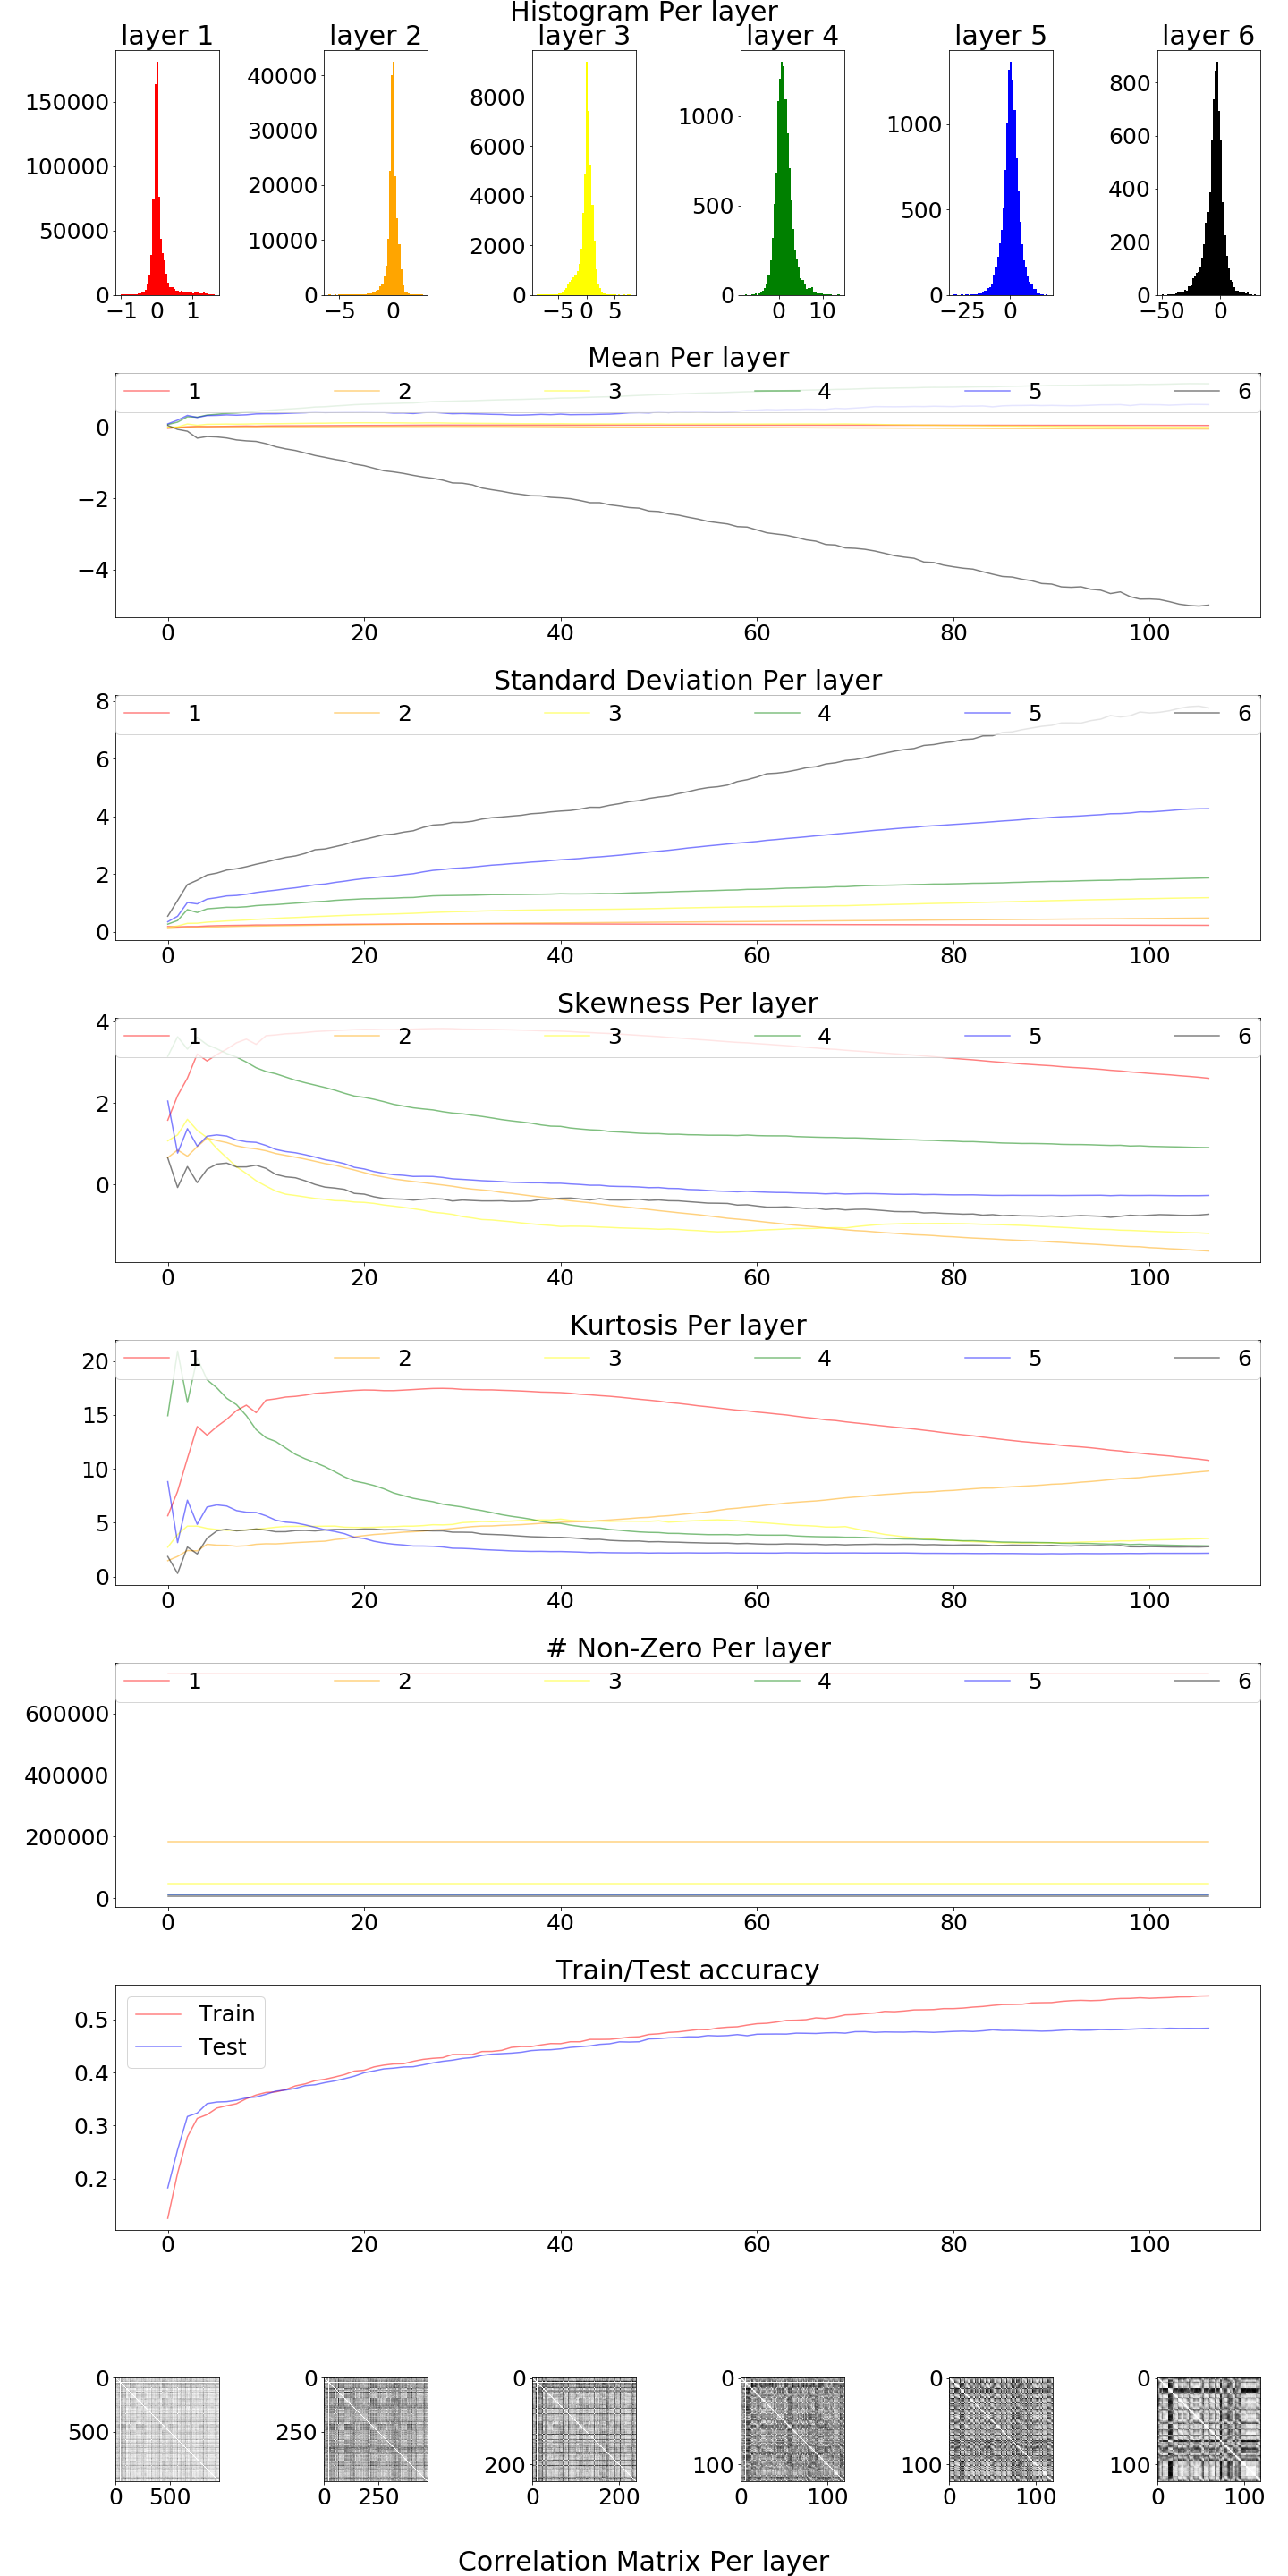 Histogram Per layer
layer 1 layer 2 layer 3 layer 4 layer 5 layer 6
150000 100000 50000 0
−1 0 1
40000 30000 20000 10000 0
−5 0
8000 6000 4000 2000 0
−5 0 5
1000 500 0
0 10
1000 500 0
−25 0
800 600 400 200 0
−50 0
Mean Per layer
1 2 3 4 5 6
0
−2
−4
0 20 40 60 80 100
Standard Deviation Per layer
8
1 2 3 4 5 6
6
4
2
0
0 20 40 60 80 100
Skewness Per layer
4
1 2 3 4 5 6
2
0
0 20 40 60 80 100
Kurtosis Per layer
20 1 2 3 4 5 6
15
10
5
0
0 20 40 60 80 100
# Non-Zero Per layer
1 2 3 4 5 6
600000
400000
200000
0
0 20 40 60 80 100
Train/Test accuracy
Train
Test
0.5
0.4
0.3
0.2
0 20 40 60 80 100
0 500
0 500
0 250
0 250
0 200
0 200
0 100
0 100
0 100
0 100
0 100
0 100
Correlation Matrix Per layer